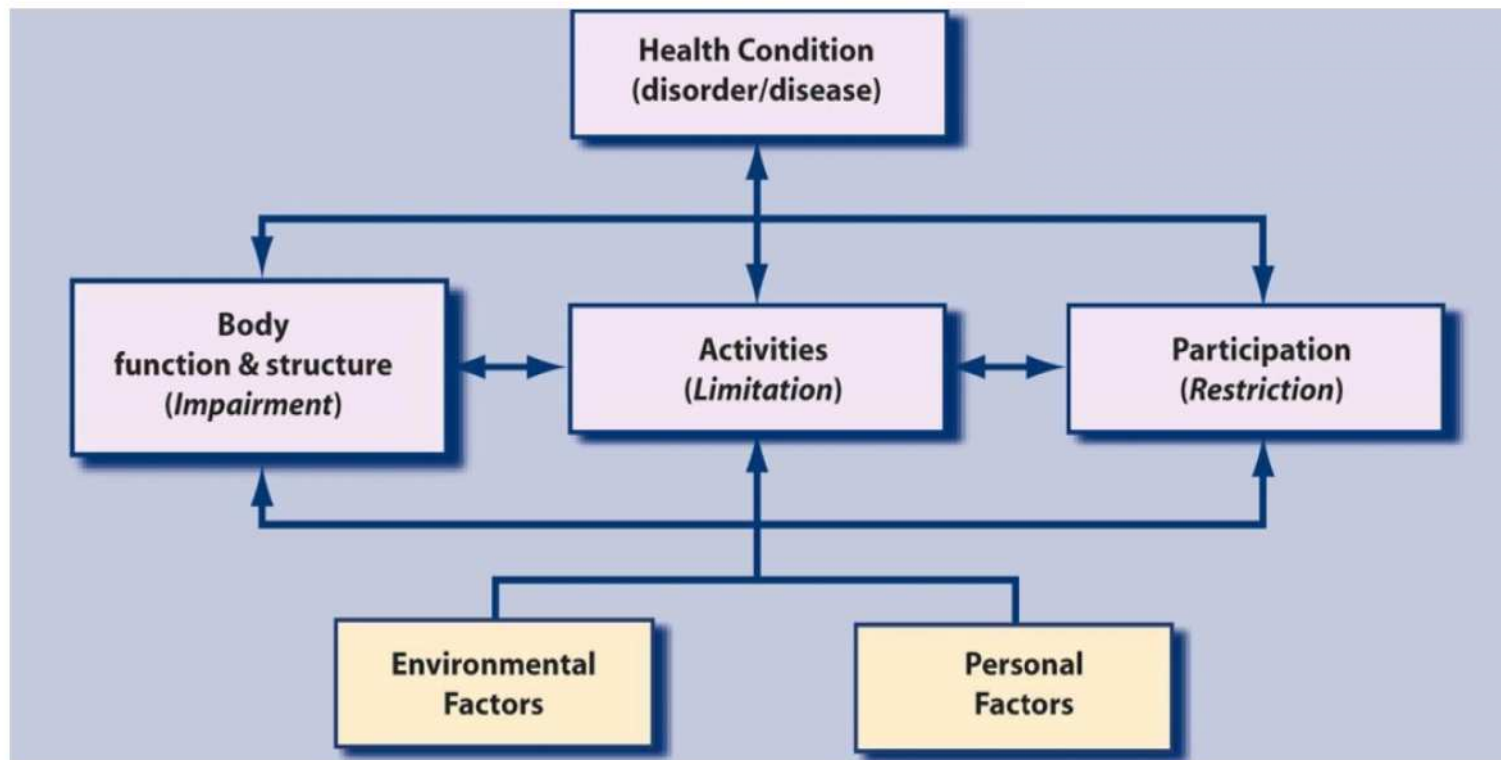 Health Condition
(disorder/disease)
Body
function & structure
(Impairment)
Activities
(Limitation)
Participation
(Restriction)
Environmental
Factors
Personal
Factors